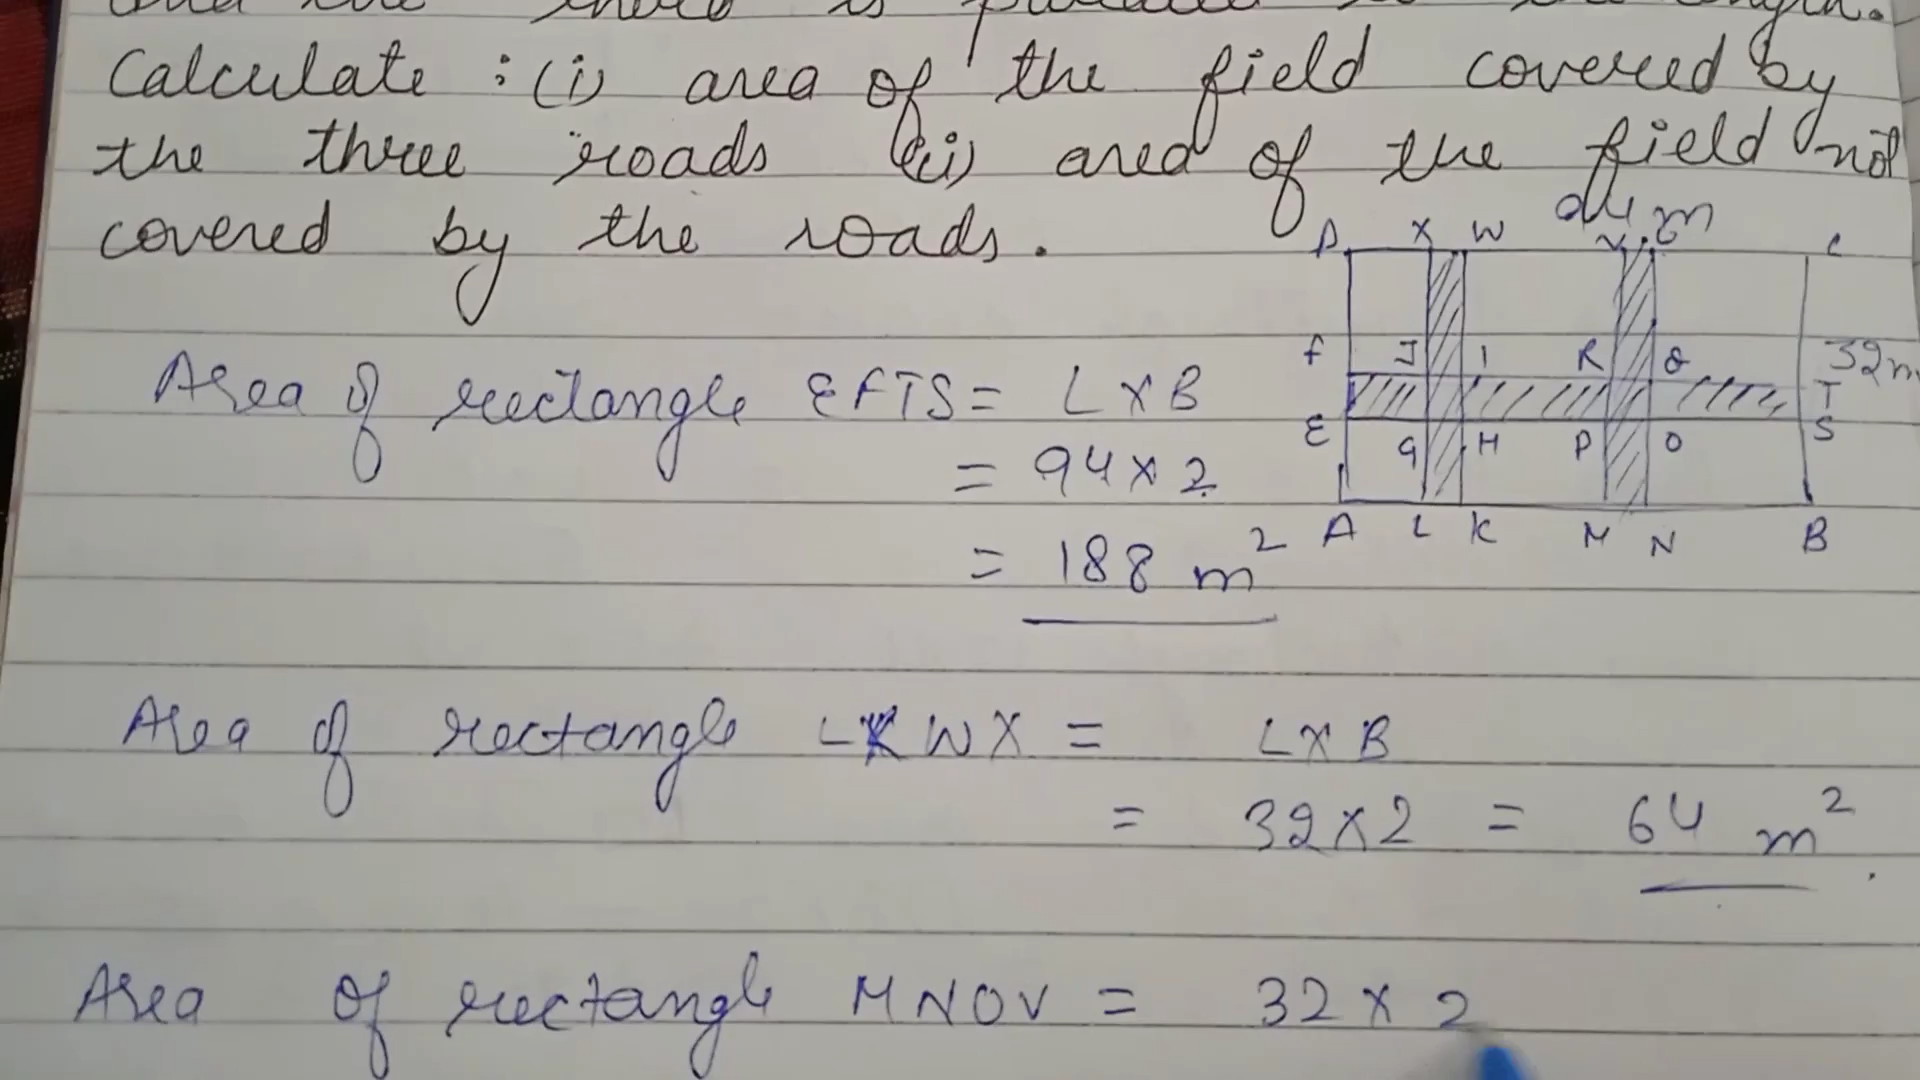 Calculate : (i) area of the field covered by
the three roads (ii) area of the field not
covered by the roads.
94 m
D X W V U C
F J I R Q 32m
T
E G H P O S
A L K M N B
Area of rectangle EFTS = L × B
= 94 × 2
= 188 m²
Area of rectangle LKWX = L × B
= 32 × 2 = 64 m²
Area of rectangle MNOV = 32 × 2